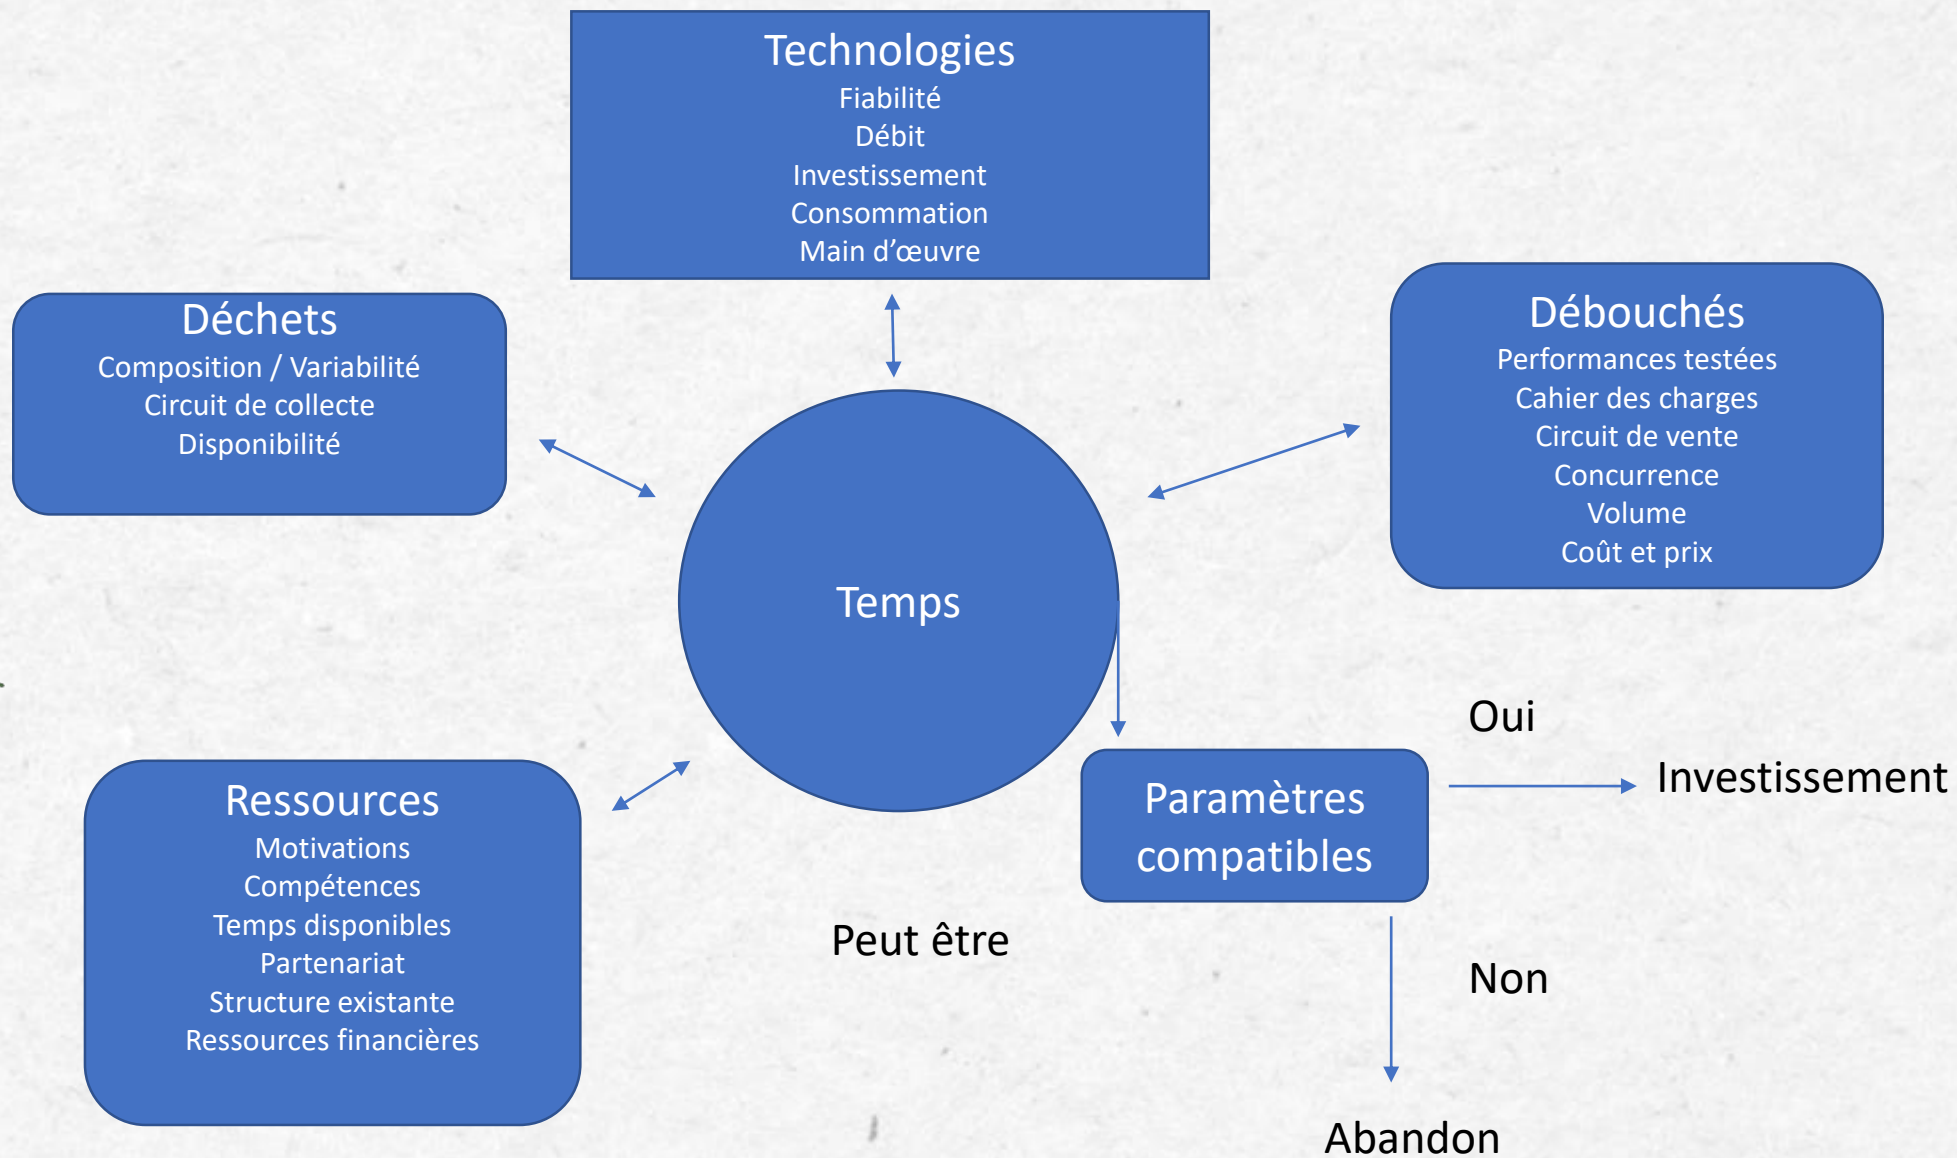 Technologies
Fiabilité
Débit
Investissement
Consommation
Main d'œuvre
Déchets
Composition / Variabilité
Circuit de collecte
Disponibilité
Débouchés
Performances testées
Cahier des charges
Circuit de vente
Concurrence
Volume
Coût et prix
Temps
Ressources
Motivations
Compétences
Temps disponibles
Partenariat
Structure existante
Ressources financières
Paramètres
compatibles
Oui
Investissement
Peut être
Non
Abandon